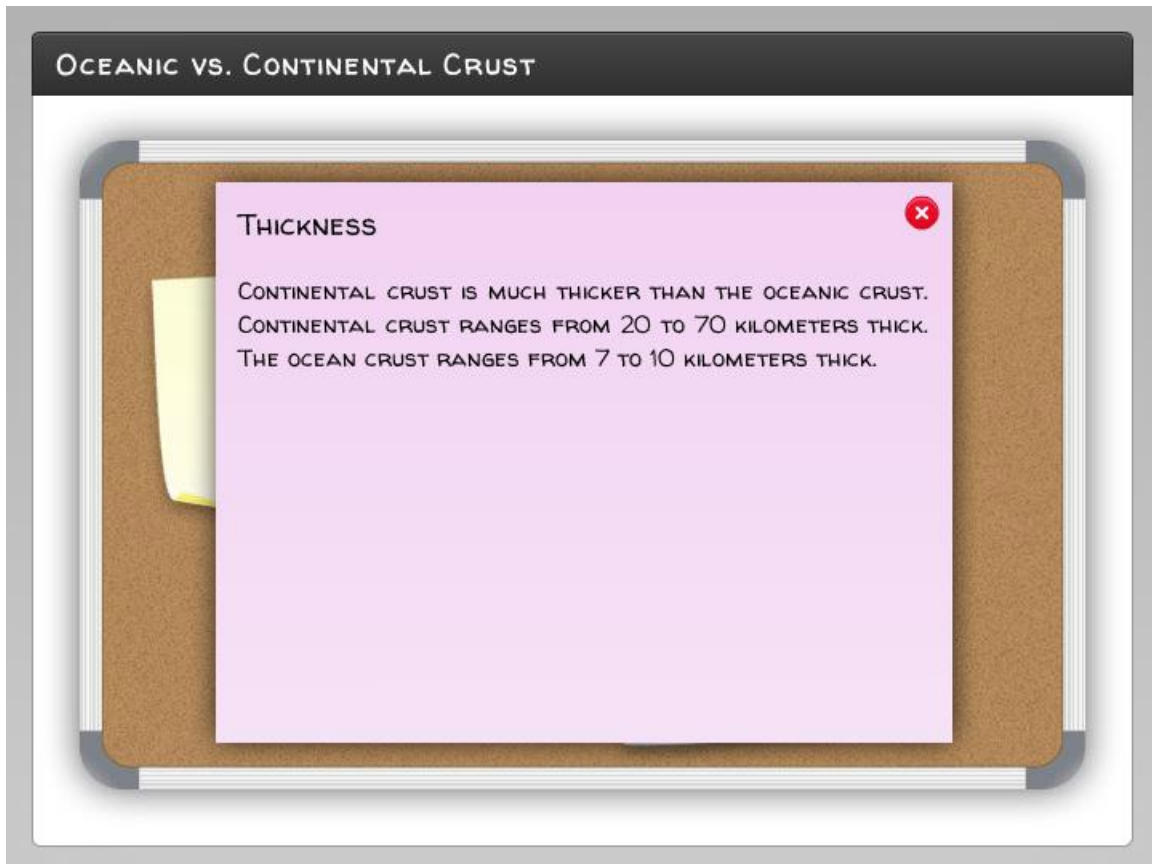 Oceanic vs. Continental Crust
Thickness
Continental crust is much thicker than the oceanic crust.
Continental crust ranges from 20 to 70 kilometers thick.
The ocean crust ranges from 7 to 10 kilometers thick.